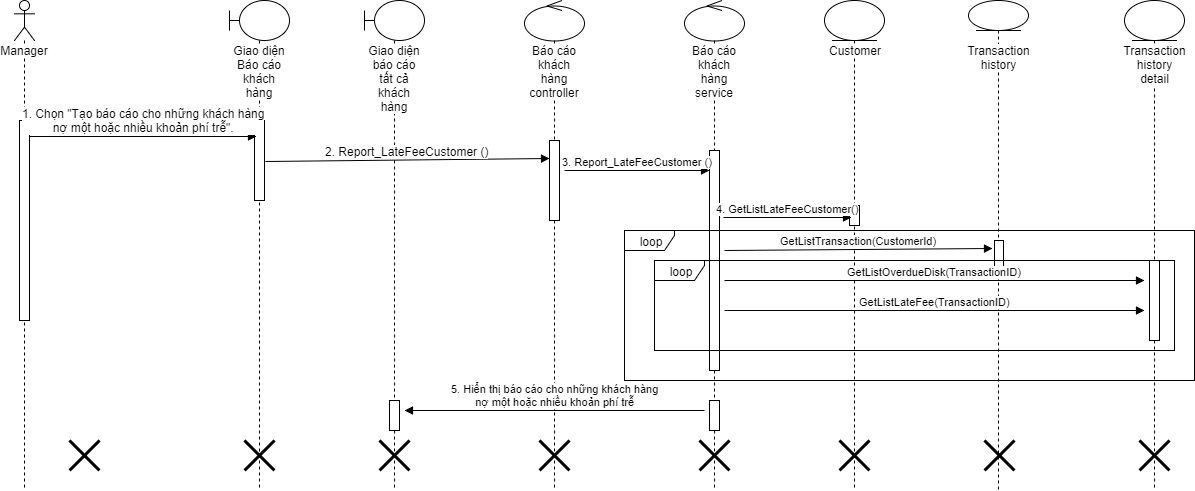 Manager
Giao diện
Báo cáo
khách
hàng
Giao diện
báo cáo
tất cả
khách
hàng
Báo cáo
khách
hàng
controller
Báo cáo
khách
hàng
service
Customer
Transaction
history
Transaction
history
detail
1. Chọn "Tạo báo cáo cho những khách hàng
nợ một hoặc nhiều khoản phí trễ".
2. Report_LateFeeCustomer ()
3. Report_LateFeeCustomer ()
4. GetListLateFeeCustomer()
loop
GetListTransaction(CustomerId)
loop
GetListOverdueDisk(TransactionID)
GetListLateFee(TransactionID)
5. Hiển thị báo cáo cho những khách hàng
nợ một hoặc nhiều khoản phí trễ